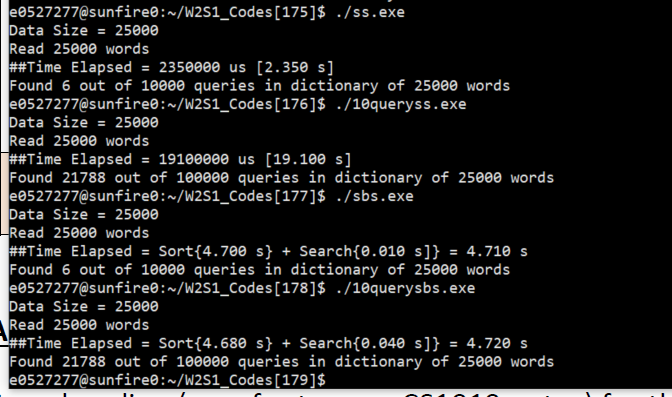 e0527277@sunfire0:~/W2S1_Codes[175]$ ./ss.exe
Data Size = 25000
Read 25000 words
##Time Elapsed = 2350000 us [2.350 s]
Found 6 out of 10000 queries in dictionary of 25000 words
e0527277@sunfire0:~/W2S1_Codes[176]$ ./10queryss.exe
Data Size = 25000
Read 25000 words
##Time Elapsed = 19100000 us [19.100 s]
Found 21788 out of 100000 queries in dictionary of 25000 words
e0527277@sunfire0:~/W2S1_Codes[177]$ ./sbs.exe
Data Size = 25000
Read 25000 words
##Time Elapsed = Sort{4.700 s} + Search{0.010 s]} = 4.710 s
Found 6 out of 10000 queries in dictionary of 25000 words
e0527277@sunfire0:~/W2S1_Codes[178]$ ./10querysbs.exe
Data Size = 25000
Read 25000 words
##Time Elapsed = Sort{4.680 s} + Search{0.040 s]} = 4.720 s
Found 21788 out of 100000 queries in dictionary of 25000 words
e0527277@sunfire0:~/W2S1_Codes[179]$